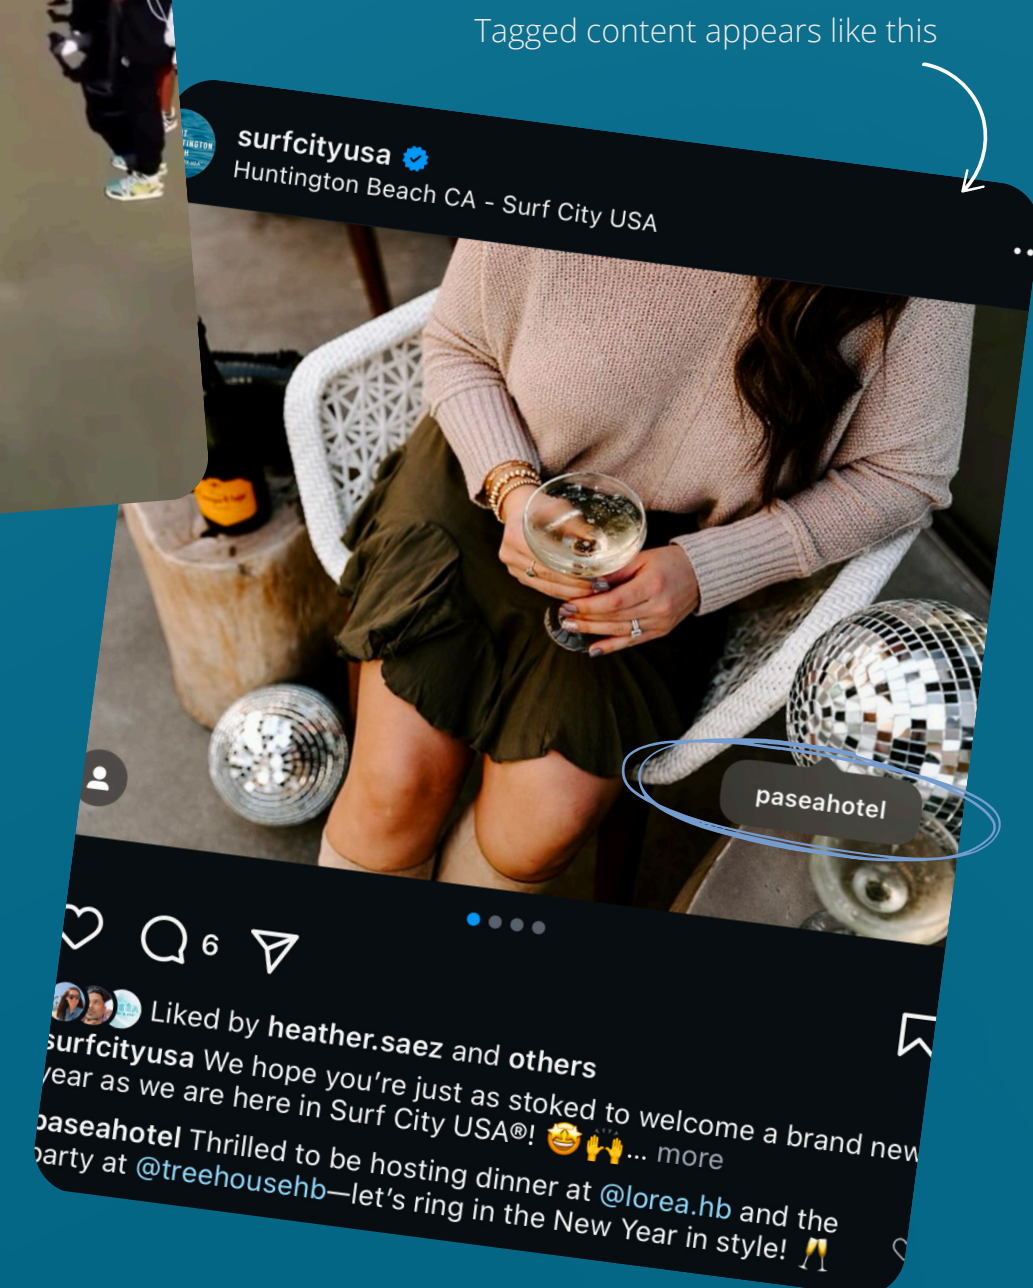 Tagged content appears like this
surfcityusa
Huntington Beach CA - Surf City USA
paseahotel
6
Liked by heather.saez and others
surfcityusa We hope you're just as stoked to welcome a brand new
year as we are here in Surf City USA®! 🤩🙌... more
paseahotel Thrilled to be hosting dinner at @lorea.hb and the
party at @treehousehb—let's ring in the New Year in style! 🥂